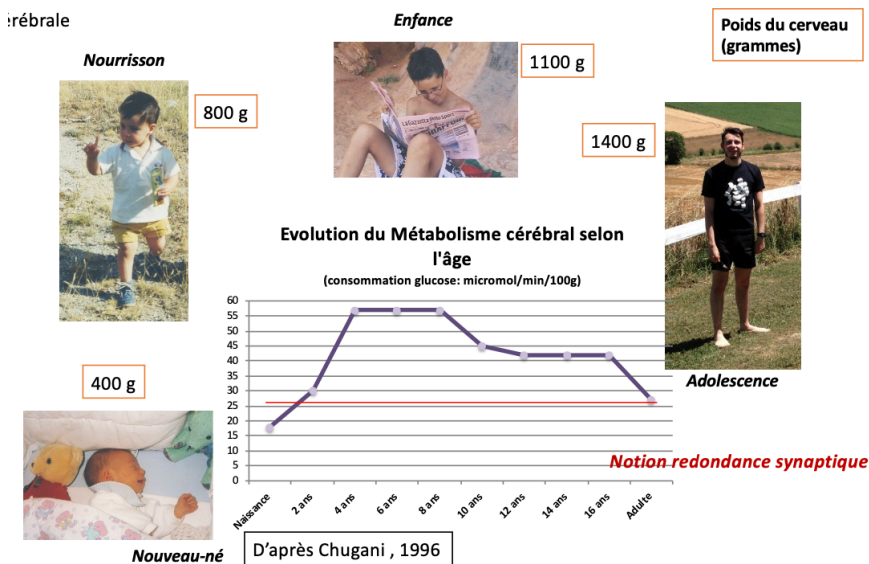 érébrale
Enfance
Poids du cerveau
(grammes)
Nourrisson
1100 g
800 g
1400 g
Evolution du Métabolisme cérébral selon
l'âge
(consommation glucose: micromol/min/100g)
60
55
50
45
40
35
30
25
20
15
10
5
0
Naissance
2 ans
4 ans
6 ans
8 ans
10 ans
12 ans
14 ans
16 ans
Adulte
400 g
Adolescence
Notion redondance synaptique
Nouveau-né
D'après Chugani , 1996